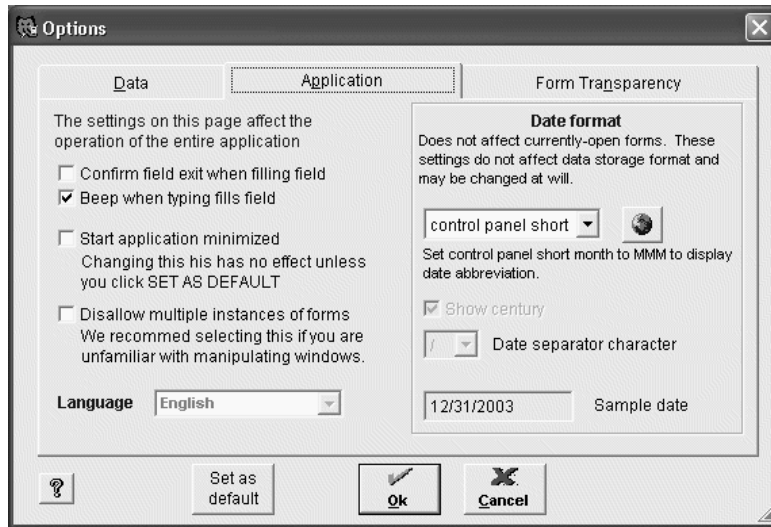 Options
Data
Application
Form Transparency
The settings on this page affect the
operation of the entire application
Confirm field exit when filling field
Beep when typing fills field
Start application minimized
Changing this his has no effect unless
you click SET AS DEFAULT
Disallow multiple instances of forms
We recommed selecting this if you are
unfamiliar with manipulating windows.
Language
English
Date format
Does not affect currently-open forms. These
settings do not affect data storage format and
may be changed at will.
control panel short
Set control panel short month to MMM to display
date abbreviation.
Show century
/
Date separator character
12/31/2003
Sample date
?
Set as
default
Ok
Cancel